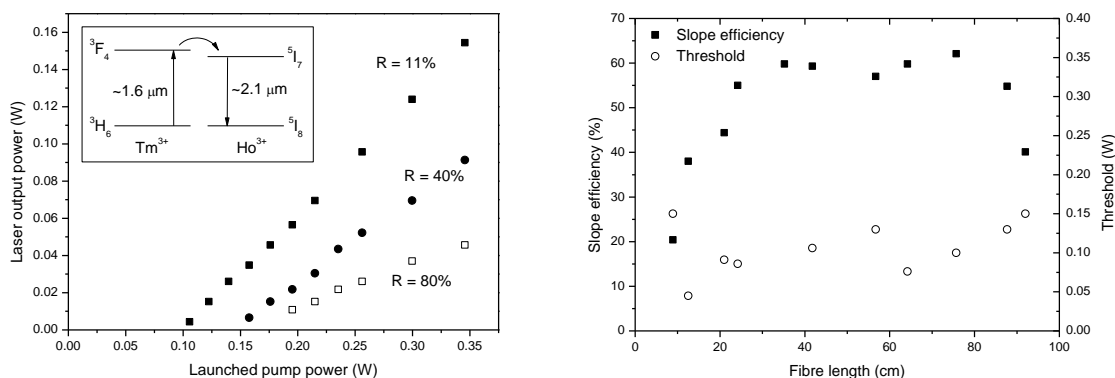 0.16
0.14
0.12
0.10
0.08
0.06
0.04
0.02
0.00
Laser output power (W)
³F₄
⁵I₇
~1.6 μm
~2.1 μm
³H₆
⁵I₈
Tm³⁺
Ho³⁺
R = 11%
R = 40%
R = 80%
0.00 0.05 0.10 0.15 0.20 0.25 0.30 0.35
Launched pump power (W)
70
60
50
40
30
20
10
0
Slope efficiency (%)
Slope efficiency
Threshold
0.40
0.35
0.30
0.25
0.20
0.15
0.10
0.05
0.00
Threshold (W)
0 20 40 60 80 100
Fibre length (cm)